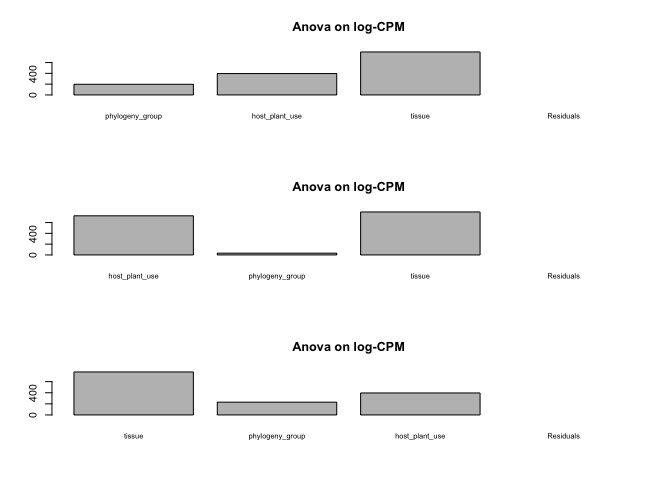 Anova on log-CPM
400
0
phylogeny_group host_plant_use tissue Residuals
Anova on log-CPM
400
0
host_plant_use phylogeny_group tissue Residuals
Anova on log-CPM
400
0
tissue phylogeny_group host_plant_use Residuals